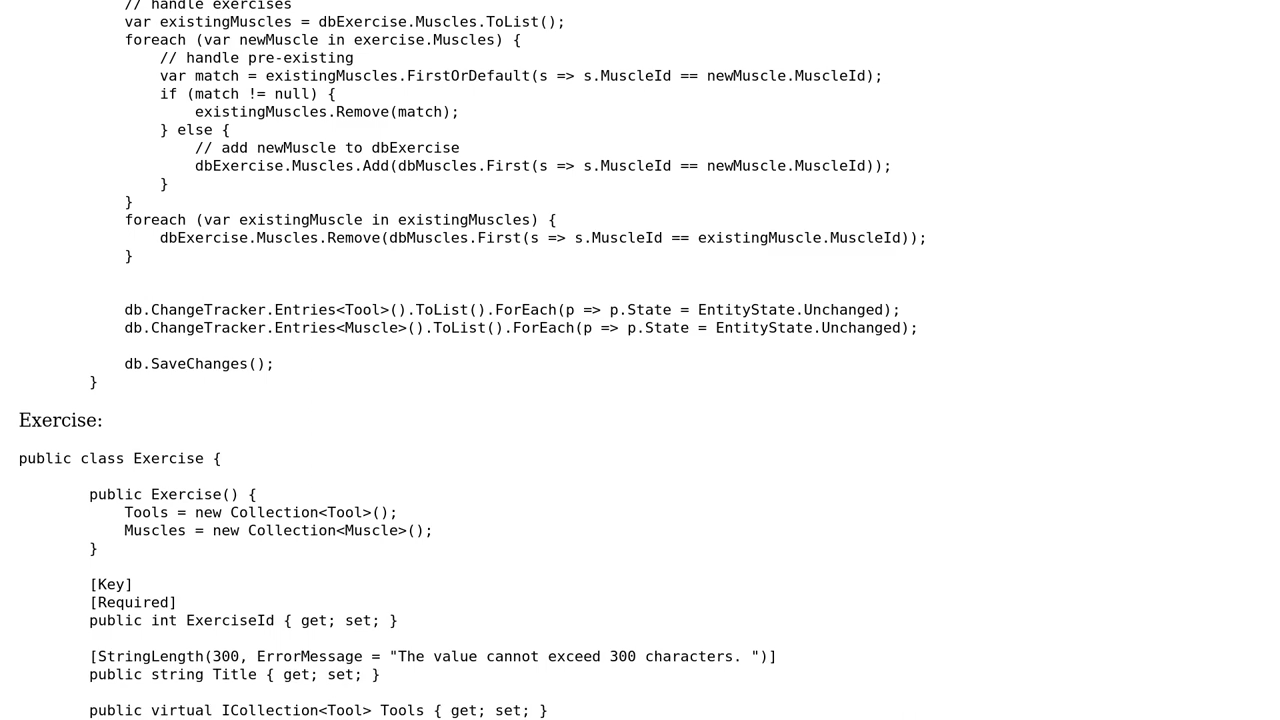 // handle exercises
var existingMuscles = dbExercise.Muscles.ToList();
foreach (var newMuscle in exercise.Muscles) {
// handle pre-existing
var match = existingMuscles.FirstOrDefault(s => s.MuscleId == newMuscle.MuscleId);
if (match != null) {
existingMuscles.Remove(match);
} else {
// add newMuscle to dbExercise
dbExercise.Muscles.Add(dbMuscles.First(s => s.MuscleId == newMuscle.MuscleId));
}
}
foreach (var existingMuscle in existingMuscles) {
dbExercise.Muscles.Remove(dbMuscles.First(s => s.MuscleId == existingMuscle.MuscleId));
}
db.ChangeTracker.Entries<Tool>().ToList().ForEach(p => p.State = EntityState.Unchanged);
db.ChangeTracker.Entries<Muscle>().ToList().ForEach(p => p.State = EntityState.Unchanged);
db.SaveChanges();
}
Exercise:
public class Exercise {
public Exercise() {
Tools = new Collection<Tool>();
Muscles = new Collection<Muscle>();
}
[Key]
[Required]
public int ExerciseId { get; set; }
[StringLength(300, ErrorMessage = "The value cannot exceed 300 characters. ")]
public string Title { get; set; }
public virtual ICollection<Tool> Tools { get; set; }